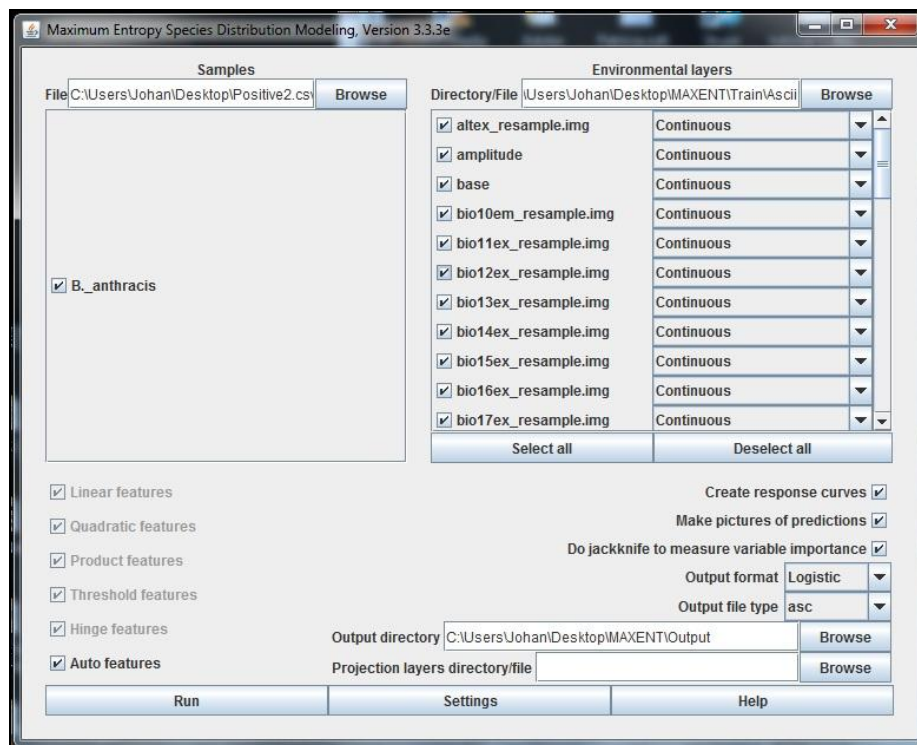 Maximum Entropy Species Distribution Modeling, Version 3.3.3e
Samples
File C:\Users\Johan\Desktop\Positive2.csv Browse
B._anthracis
Environmental layers
Directory/File \Users\Johan\Desktop\MAXENT\Train\Ascii Browse
altex_resample.img Continuous
amplitude Continuous
base Continuous
bio10em_resample.img Continuous
bio11ex_resample.img Continuous
bio12ex_resample.img Continuous
bio13ex_resample.img Continuous
bio14ex_resample.img Continuous
bio15ex_resample.img Continuous
bio16ex_resample.img Continuous
bio17ex_resample.img Continuous
Select all Deselect all
Linear features
Quadratic features
Product features
Threshold features
Hinge features
Auto features
Create response curves
Make pictures of predictions
Do jackknife to measure variable importance
Output format Logistic
Output file type asc
Output directory C:\Users\Johan\Desktop\MAXENT\Output Browse
Projection layers directory/file Browse
Run Settings Help